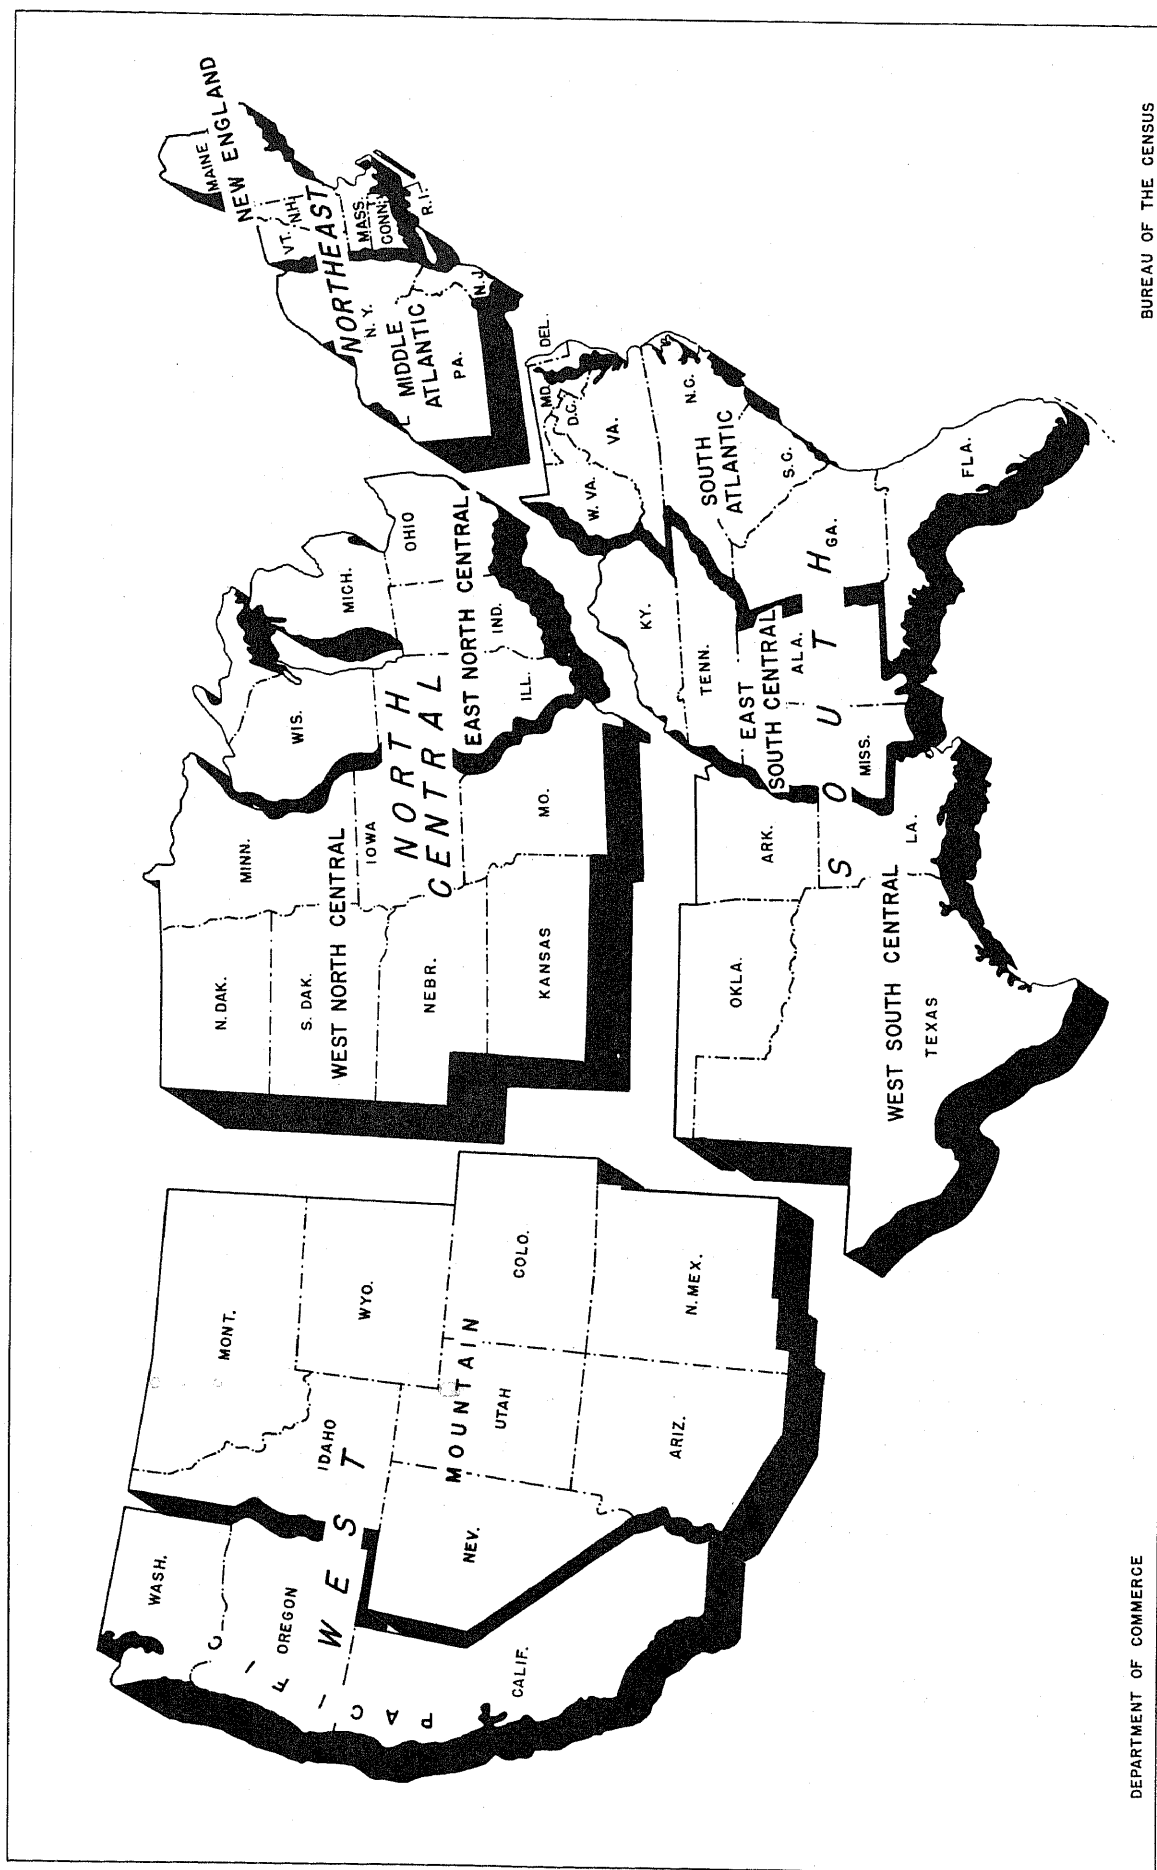 WEST
PACIFIC
WASH.
OREGON
CALIF.
MOUNTAIN
MONT.
IDAHO
WYO.
NEV.
UTAH
COLO.
ARIZ.
N. MEX.
NORTH
CENTRAL
WEST NORTH CENTRAL
N. DAK.
S. DAK.
NEBR.
KANSAS
MINN.
IOWA
MO.
EAST NORTH CENTRAL
WIS.
MICH.
ILL.
IND.
OHIO
NORTHEAST
NEW ENGLAND
MAINE
VT.
N.H.
MASS.
CONN.
R.I.
MIDDLE
ATLANTIC
N. Y.
PA.
N.J.
SOUTH
WEST SOUTH CENTRAL
OKLA.
ARK.
TEXAS
LA.
EAST
SOUTH CENTRAL
KY.
TENN.
MISS.
ALA.
SOUTH
ATLANTIC
DEL.
MD.
D.C.
W. VA.
VA.
N.C.
S.C.
GA.
FLA.
DEPARTMENT OF COMMERCE
BUREAU OF THE CENSUS